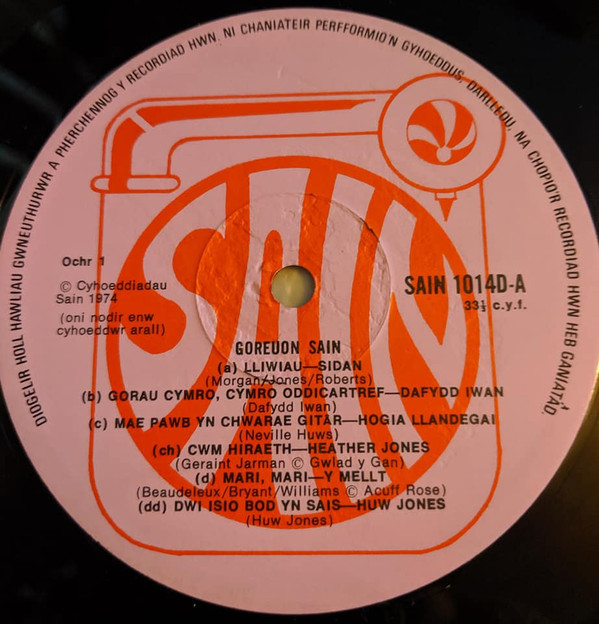 DIOGELIR HOLL HAWLIAU GWNEUTHURWR A PHERCHENNOG Y RECORDIAD HWN. NI CHANIATEIR PERFFORMIO'N GYHOEDDUS, DARLLEDU, NA CHOPIO'R RECORDIAD HWN HEB GANIATÂD.
SAIN
Ochr 1
© Cyhoeddiadau
Sain 1974
(oni nodir enw
cyhoeddwr arall)
SAIN 1014D-A
33⅓ c.y.f.
GOREUON SAIN
(a) LLIWIAU—SIDAN
(Morgan/Jones/Roberts)
(b) GORAU CYMRO, CYMRO ODDICARTREF—DAFYDD IWAN
(Dafydd Iwan)
(c) MAE PAWB YN CHWARAE GITÂR—HOGIA LLANDEGAI
(Neville Huws)
(ch) CWM HIRAETH—HEATHER JONES
(Geraint Jarman © Gwlad y Gan)
(d) MARI, MARI—Y MELLT
(Beaudeleux/Bryant/Williams © Acuff Rose)
(dd) DWI ISIO BOD YN SAIS—HUW JONES
(Huw Jones)